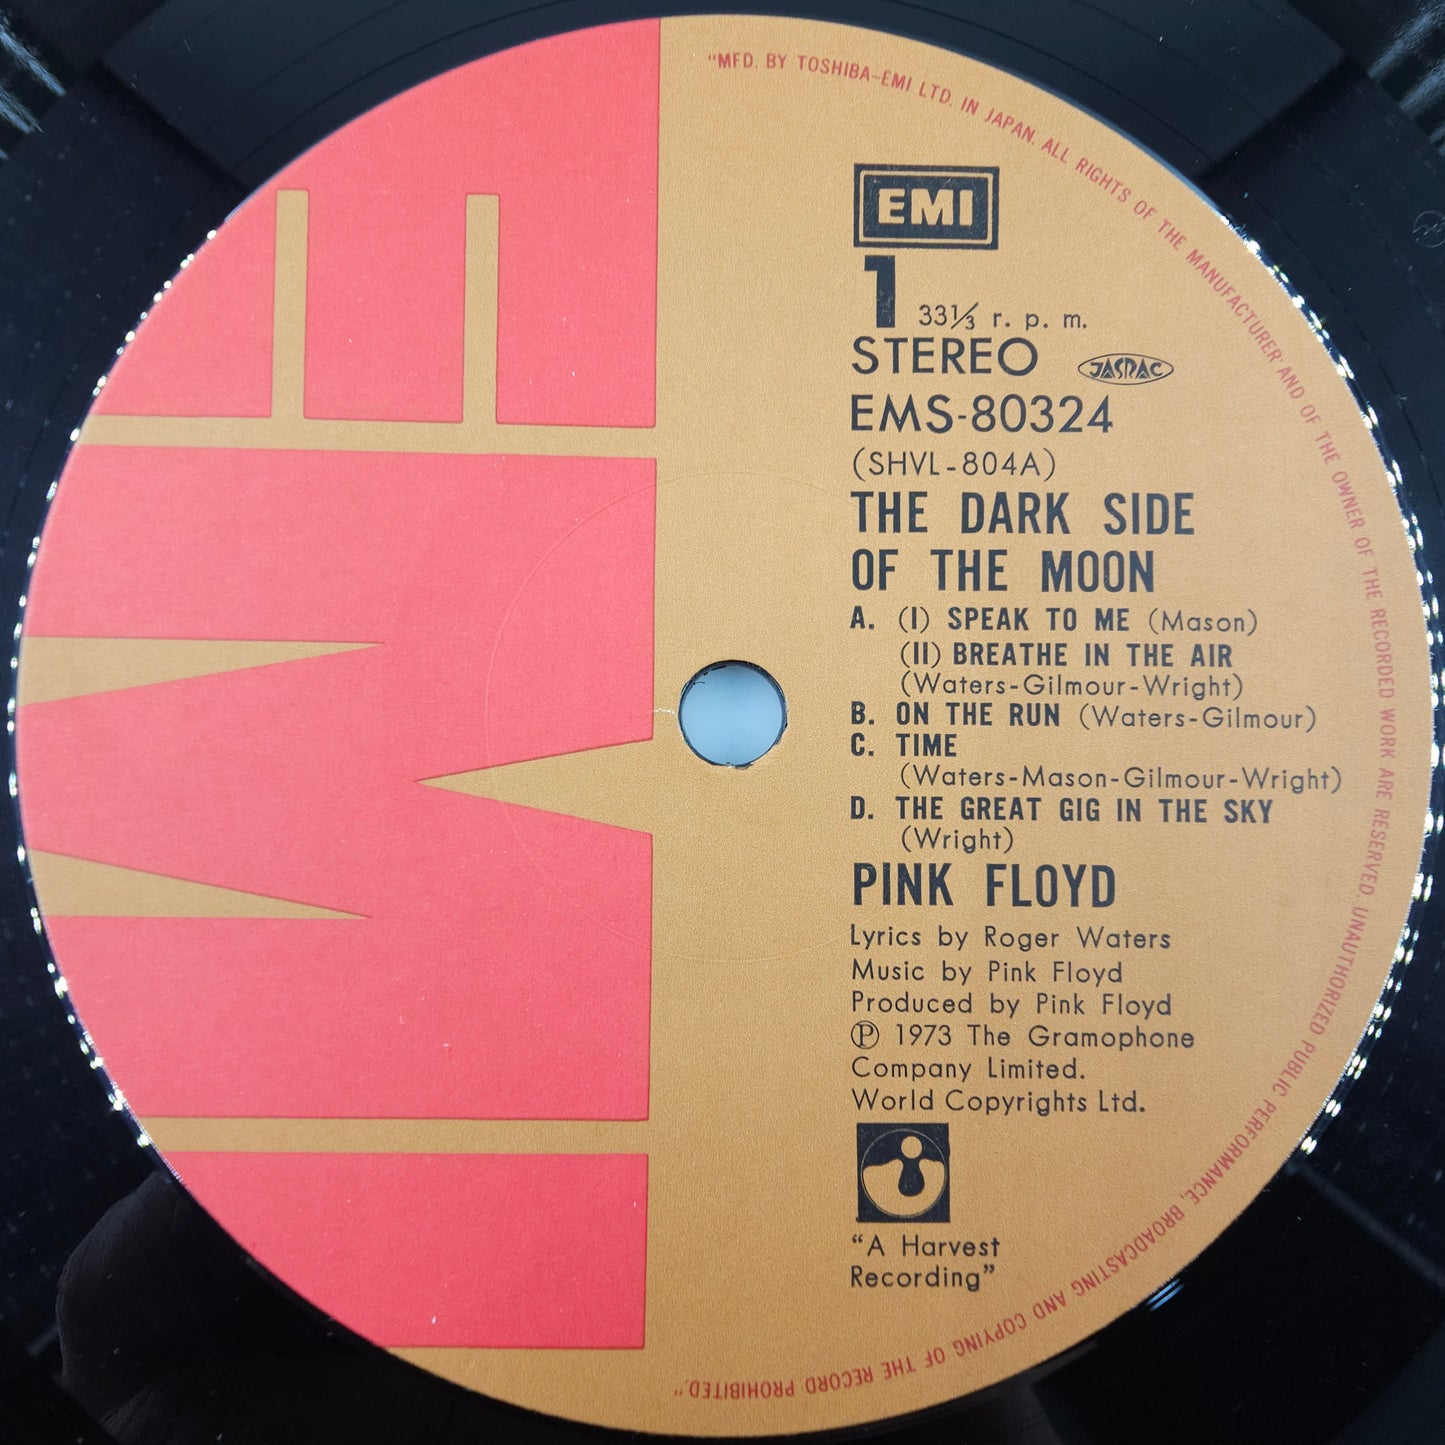 "MFD. BY TOSHIBA-EMI LTD. IN JAPAN. ALL RIGHTS OF THE MANUFACTURER AND OF THE OWNER OF THE RECORDED WORK ARE RESERVED. UNAUTHORIZED PUBLIC PERFORMANCE, BROADCASTING AND COPYING OF THE RECORD PROHIBITED."
EMI
EMI
1 33⅓ r. p. m.
STEREO JASRAC
EMS-80324
(SHVL-804A)
THE DARK SIDE
OF THE MOON
A. (I) SPEAK TO ME (Mason)
(II) BREATHE IN THE AIR
(Waters-Gilmour-Wright)
B. ON THE RUN (Waters-Gilmour)
C. TIME
(Waters-Mason-Gilmour-Wright)
D. THE GREAT GIG IN THE SKY
(Wright)
PINK FLOYD
Lyrics by Roger Waters
Music by Pink Floyd
Produced by Pink Floyd
Ⓟ 1973 The Gramophone
Company Limited.
World Copyrights Ltd.
"A Harvest
Recording"